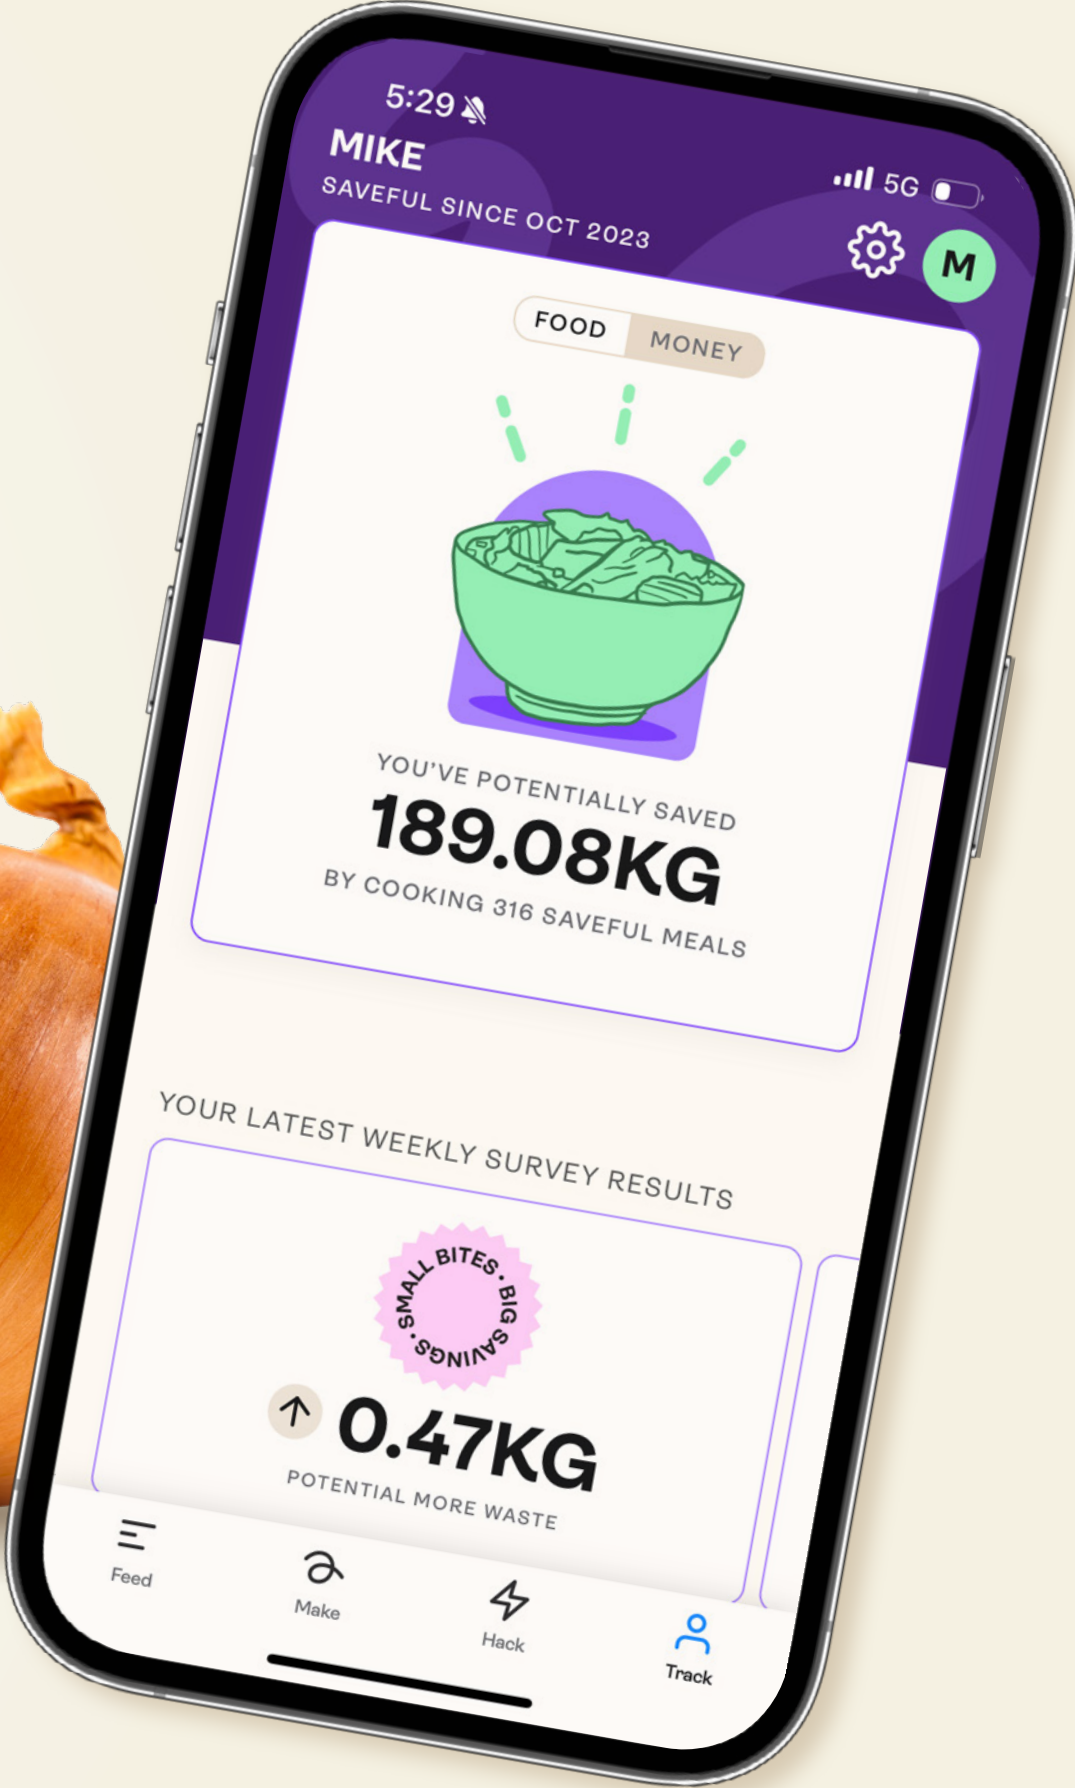 5:29
5G
MIKE
SAVEFUL SINCE OCT 2023
M
FOOD
MONEY
YOU'VE POTENTIALLY SAVED
189.08KG
BY COOKING 316 SAVEFUL MEALS
YOUR LATEST WEEKLY SURVEY RESULTS
SMALL BITES • BIG SAVINGS •
0.47KG
POTENTIAL MORE WASTE
Feed
Make
Hack
Track